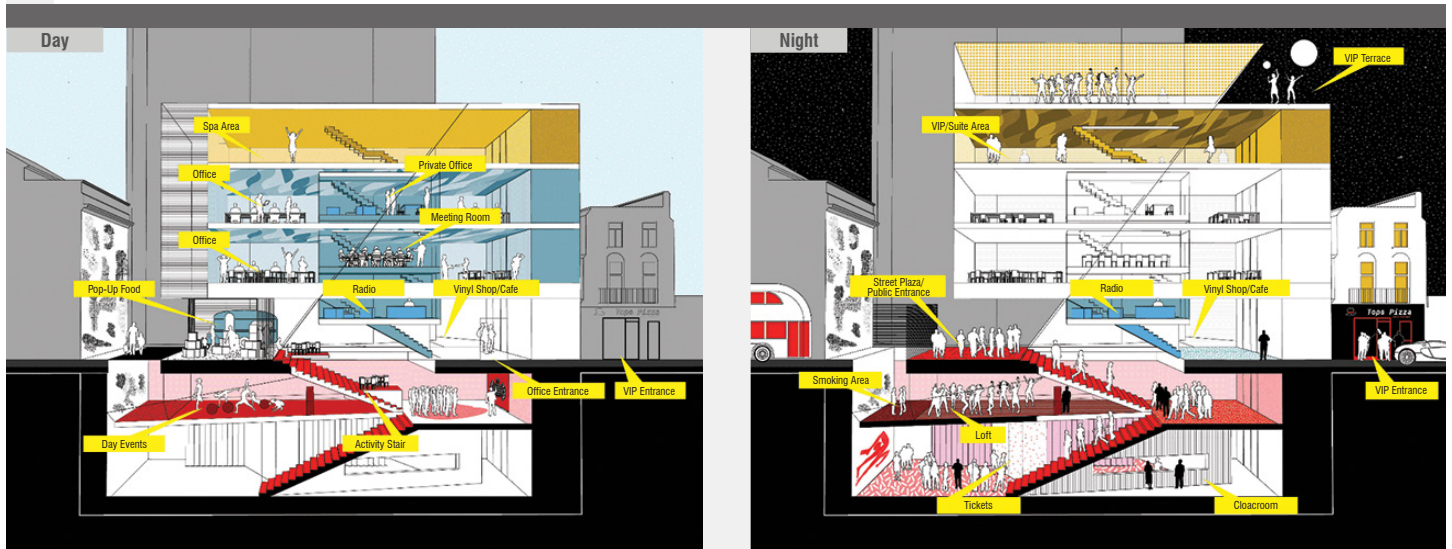 Day
Spa Area
Private Office
Office
Meeting Room
Office
Pop-Up Food
Radio
Vinyl Shop/Cafe
Tops Pizza
Office Entrance
VIP Entrance
Day Events
Activity Stair
Night
VIP Terrace
VIP/Suite Area
Street Plaza/
Public Entrance
Radio
Vinyl Shop/Cafe
Tops Pizza
Smoking Area
VIP Entrance
Loft
Tickets
Cloacroom